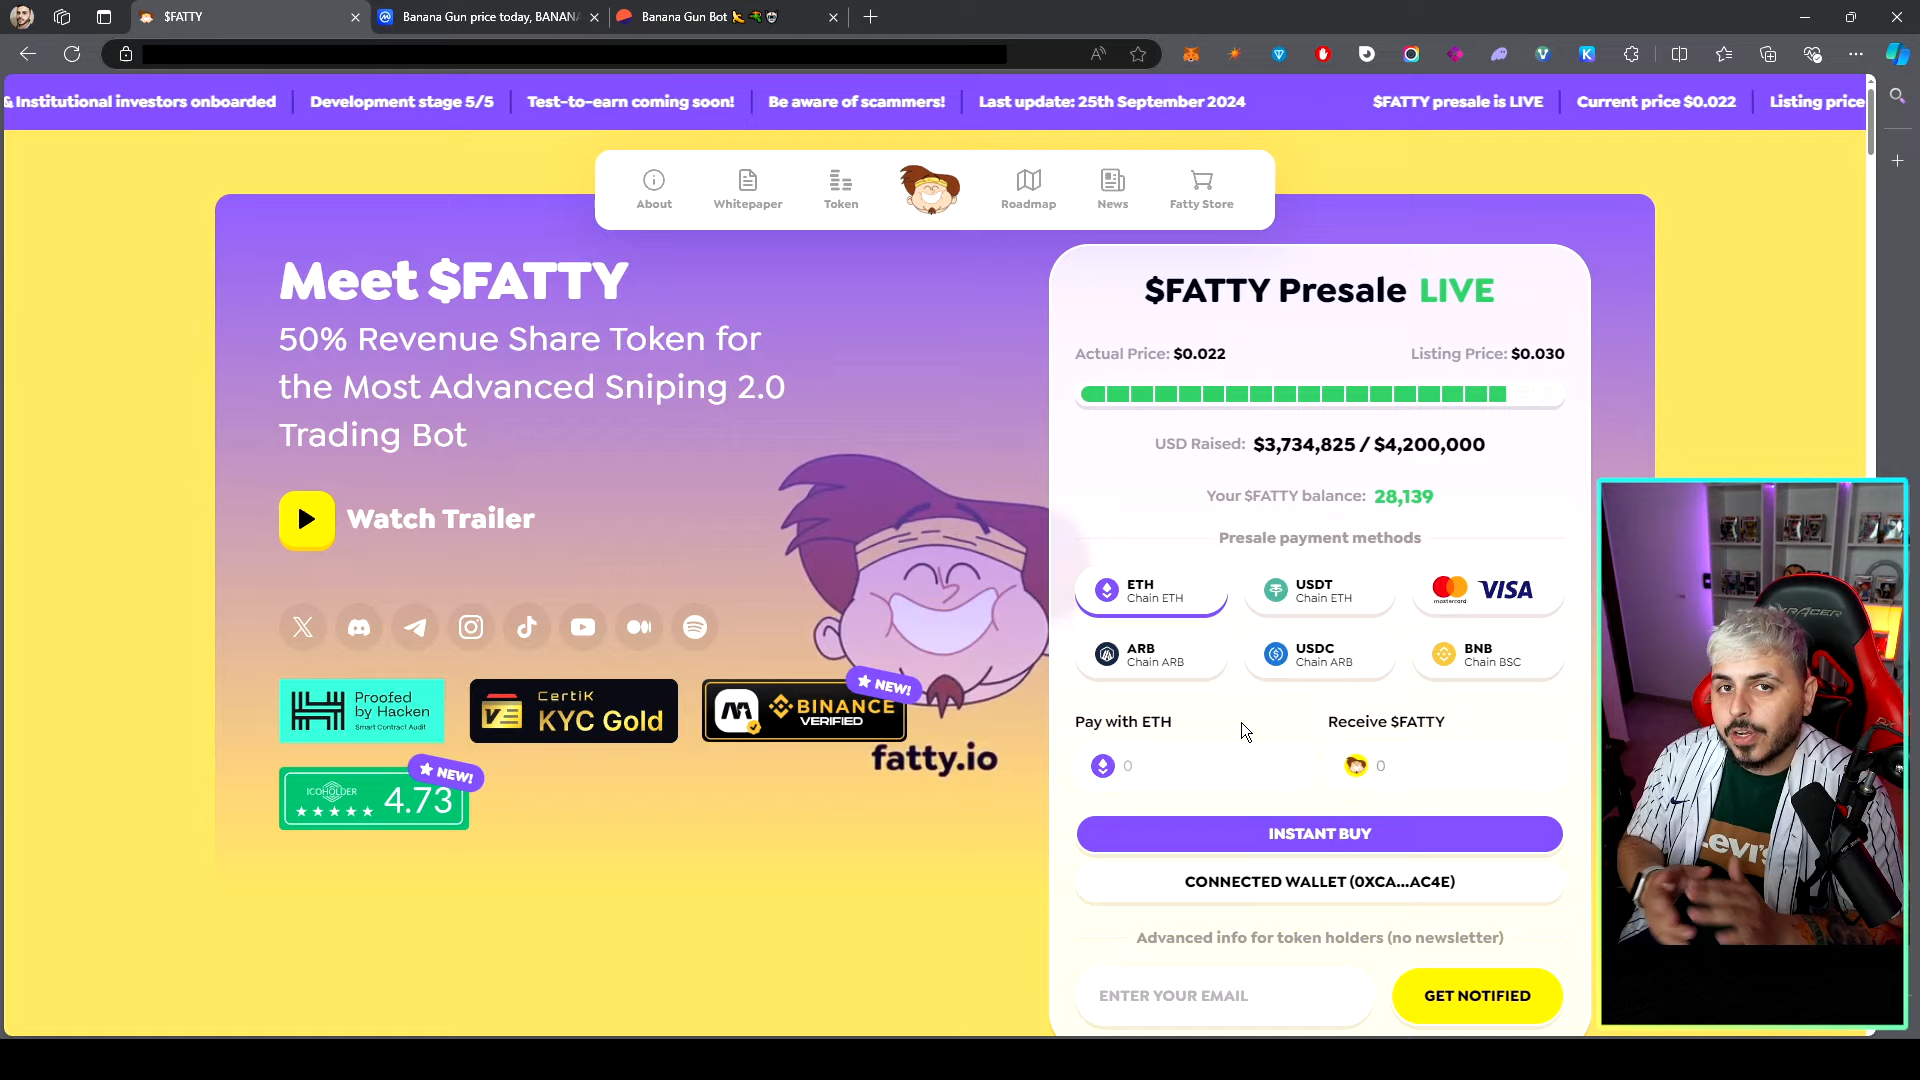 $FATTY
Banana Gun price today, BANANA
Banana Gun Bot
& Institutional investors onboarded
Development stage 5/5
Test-to-earn coming soon!
Be aware of scammers!
Last update: 25th September 2024
$FATTY presale is LIVE
Current price $0.022
Listing price
About
Whitepaper
Token
Roadmap
News
Fatty Store
Meet $FATTY
50% Revenue Share Token for
the Most Advanced Sniping 2.0
Trading Bot
Watch Trailer
Proofed
by Hacken
Smart Contract Audit
CertiK
KYC Gold
NEW!
BINANCE
VERIFIED
fatty.io
NEW!
ICOHOLDER
4.73
$FATTY Presale LIVE
Actual Price: $0.022
Listing Price: $0.030
USD Raised: $3,734,825 / $4,200,000
Your $FATTY balance: 28,139
Presale payment methods
ETH
Chain ETH
USDT
Chain ETH
mastercard
VISA
ARB
Chain ARB
USDC
Chain ARB
BNB
Chain BSC
Pay with ETH
0
Receive $FATTY
0
INSTANT BUY
CONNECTED WALLET (0XCA...AC4E)
Advanced info for token holders (no newsletter)
ENTER YOUR EMAIL
GET NOTIFIED
Levi's